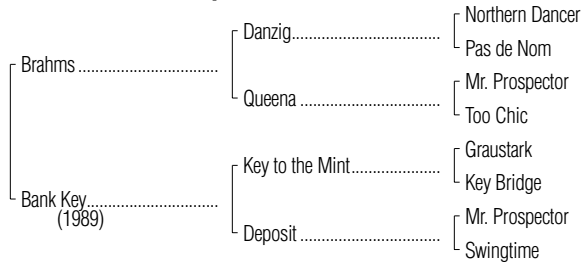 Northern Dancer
Danzig......................
Pas de Nom
Brahms ..............................
Mr. Prospector
Queena .....................
Too Chic
Graustark
Key to the Mint..............
Key Bridge
Bank Key............................
(1989)
Mr. Prospector
Deposit .....................
Swingtime